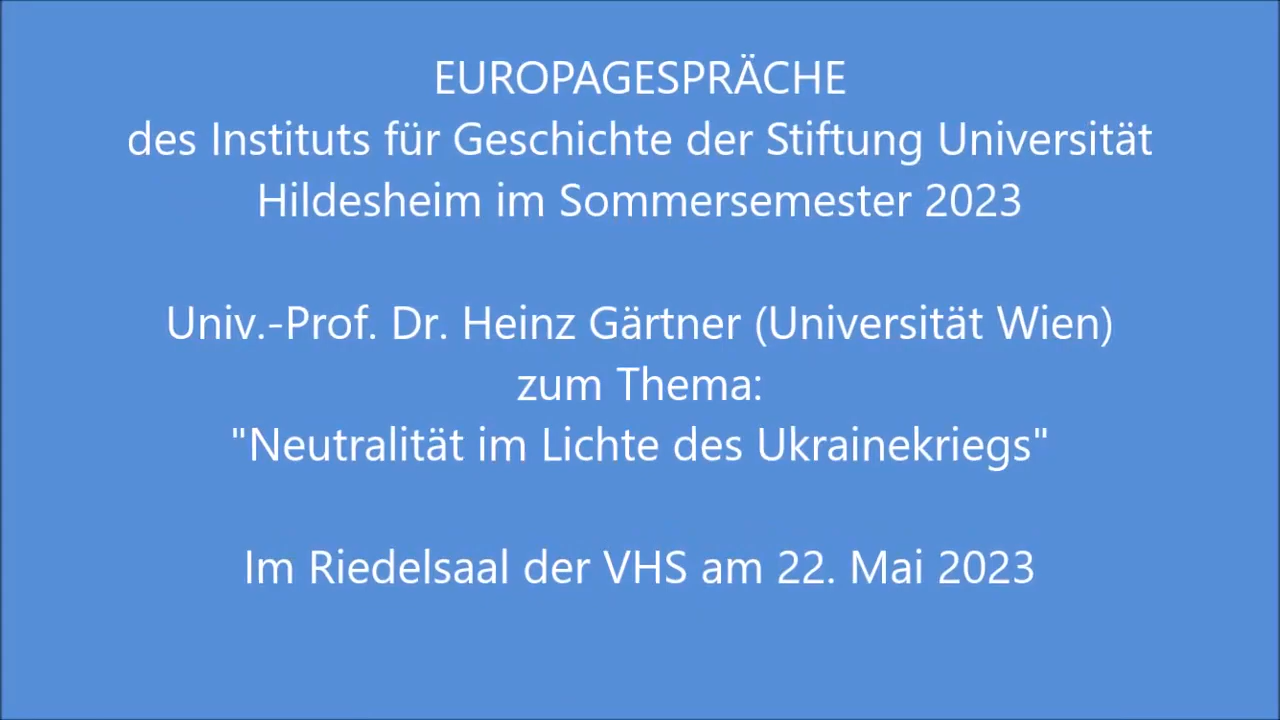 EUROPAGESPRÄCHE
des Instituts für Geschichte der Stiftung Universität
Hildesheim im Sommersemester 2023
Univ.-Prof. Dr. Heinz Gärtner (Universität Wien)
zum Thema:
"Neutralität im Lichte des Ukrainekriegs"
Im Riedelsaal der VHS am 22. Mai 2023